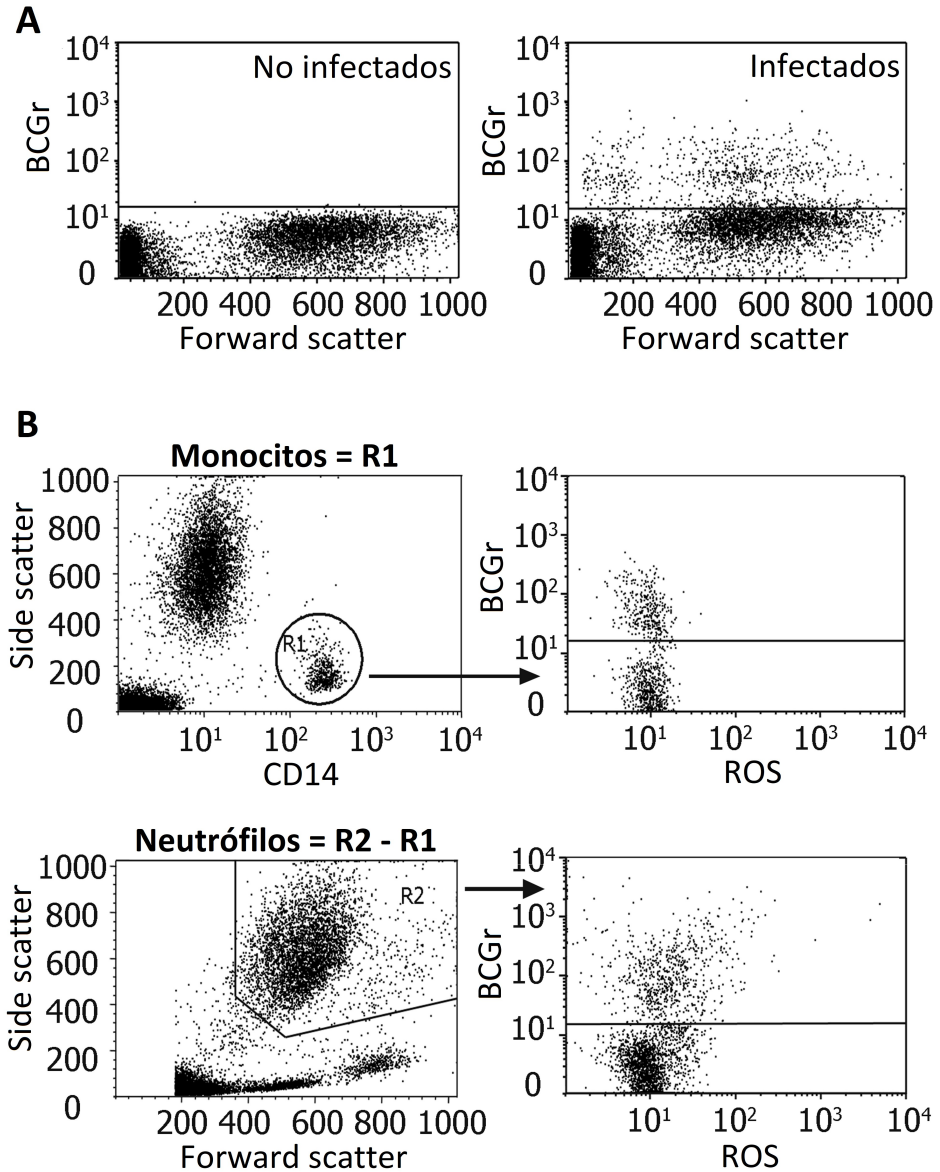 A
No infectados
BCGr
10⁴
10³
10²
10¹
0
200 400 600 800 1000
Forward scatter
Infectados
BCGr
10⁴
10³
10²
10¹
0
200 400 600 800 1000
Forward scatter
B
Monocitos = R1
Side scatter
1000
800
600
400
200
0
R1
10¹ 10² 10³ 10⁴
CD14
BCGr
10⁴
10³
10²
10¹
0
10¹ 10² 10³ 10⁴
ROS
Neutrófilos = R2 - R1
Side scatter
1000
800
600
400
200
0
R2
200 400 600 800 1000
Forward scatter
BCGr
10⁴
10³
10²
10¹
0
10¹ 10² 10³ 10⁴
ROS